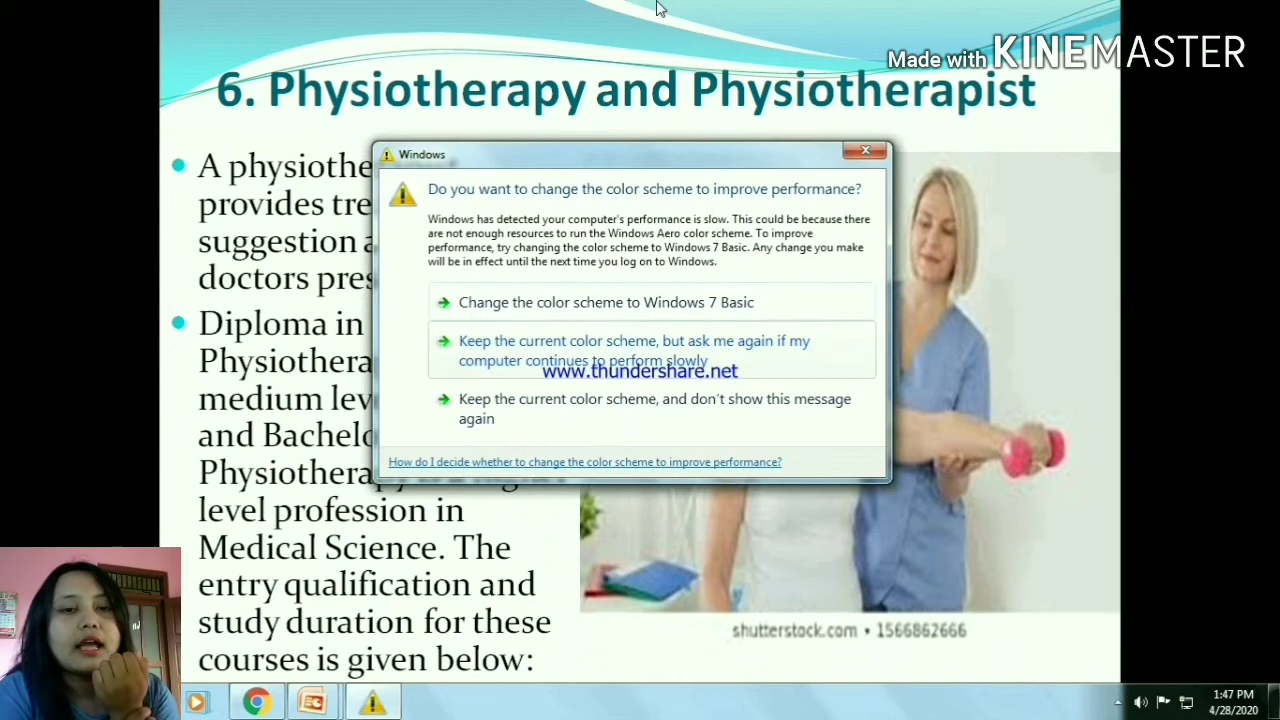 Made with KINEMASTER
6. Physiotherapy and Physiotherapist
A physiothe
provides tre
suggestion a
doctors pres
Diploma in
Physiothera
medium lev
and Bachelo
Physiotherapy
level profession in
Medical Science. The
entry qualification and
study duration for these
courses is given below:
Windows
Do you want to change the color scheme to improve performance?
Windows has detected your computer's performance is slow. This could be because there
are not enough resources to run the Windows Aero color scheme. To improve
performance, try changing the color scheme to Windows 7 Basic. Any change you make
will be in effect until the next time you log on to Windows.
Change the color scheme to Windows 7 Basic
Keep the current color scheme, but ask me again if my
computer continues to perform slowly
www.thundershare.net
Keep the current color scheme, and don't show this message
again
How do I decide whether to change the color scheme to improve performance?
shutterstock.com • 1566862666
1:47 PM
4/28/2020